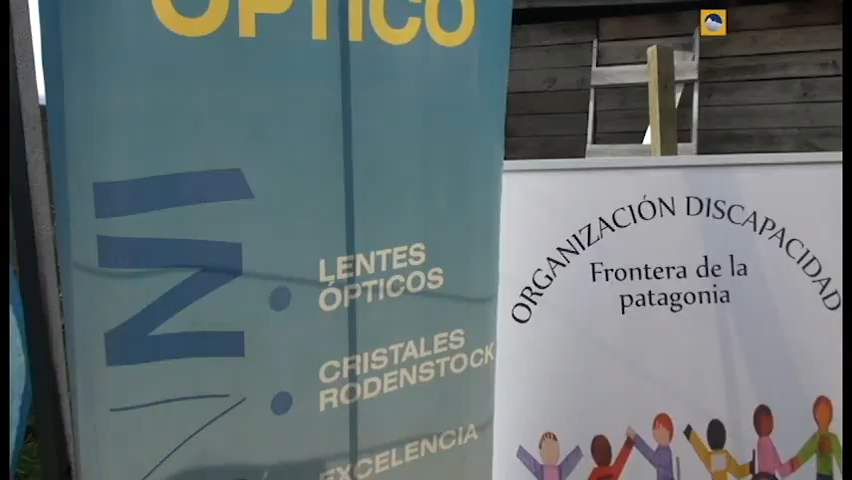 ÓPTICO
LENTES
ÓPTICOS
CRISTALES
RODENSTOCK
EXCELENCIA
ORGANIZACIÓN DISCAPACIDAD
Frontera de la
patagonia